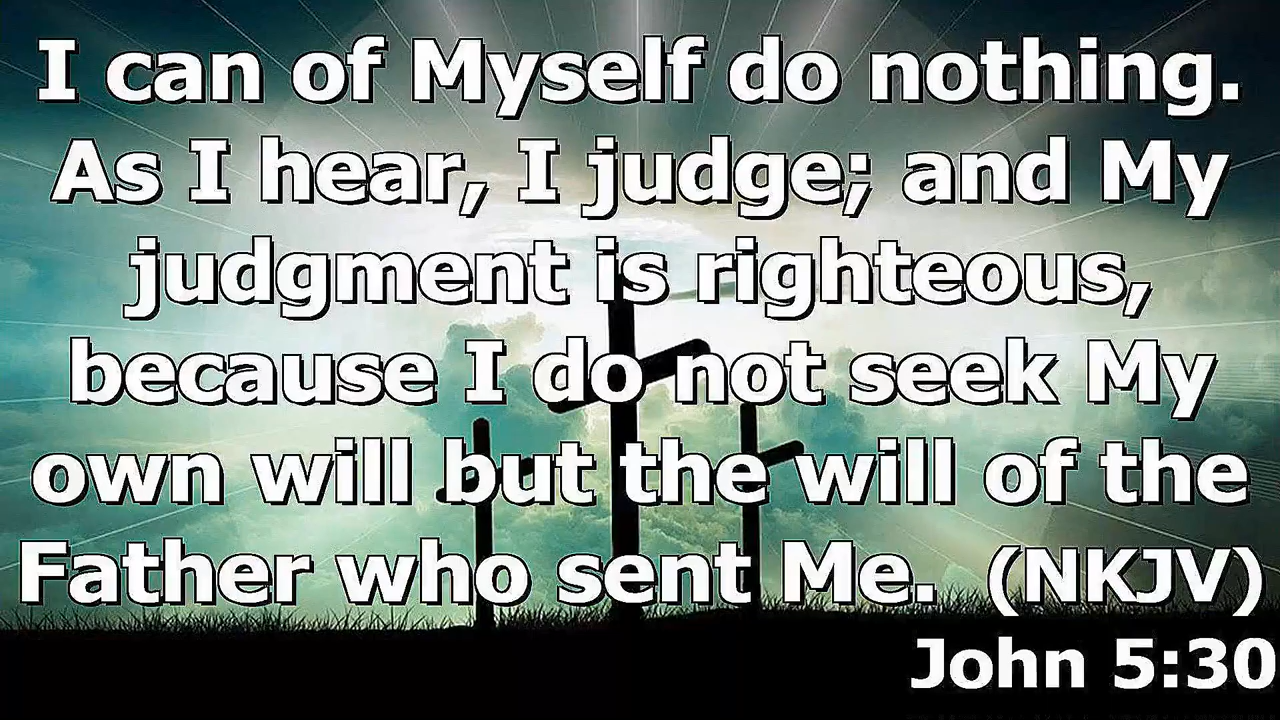 I can of Myself do nothing.
As I hear, I judge; and My
judgment is righteous,
because I do not seek My
own will but the will of the
Father who sent Me. (NKJV)
John 5:30